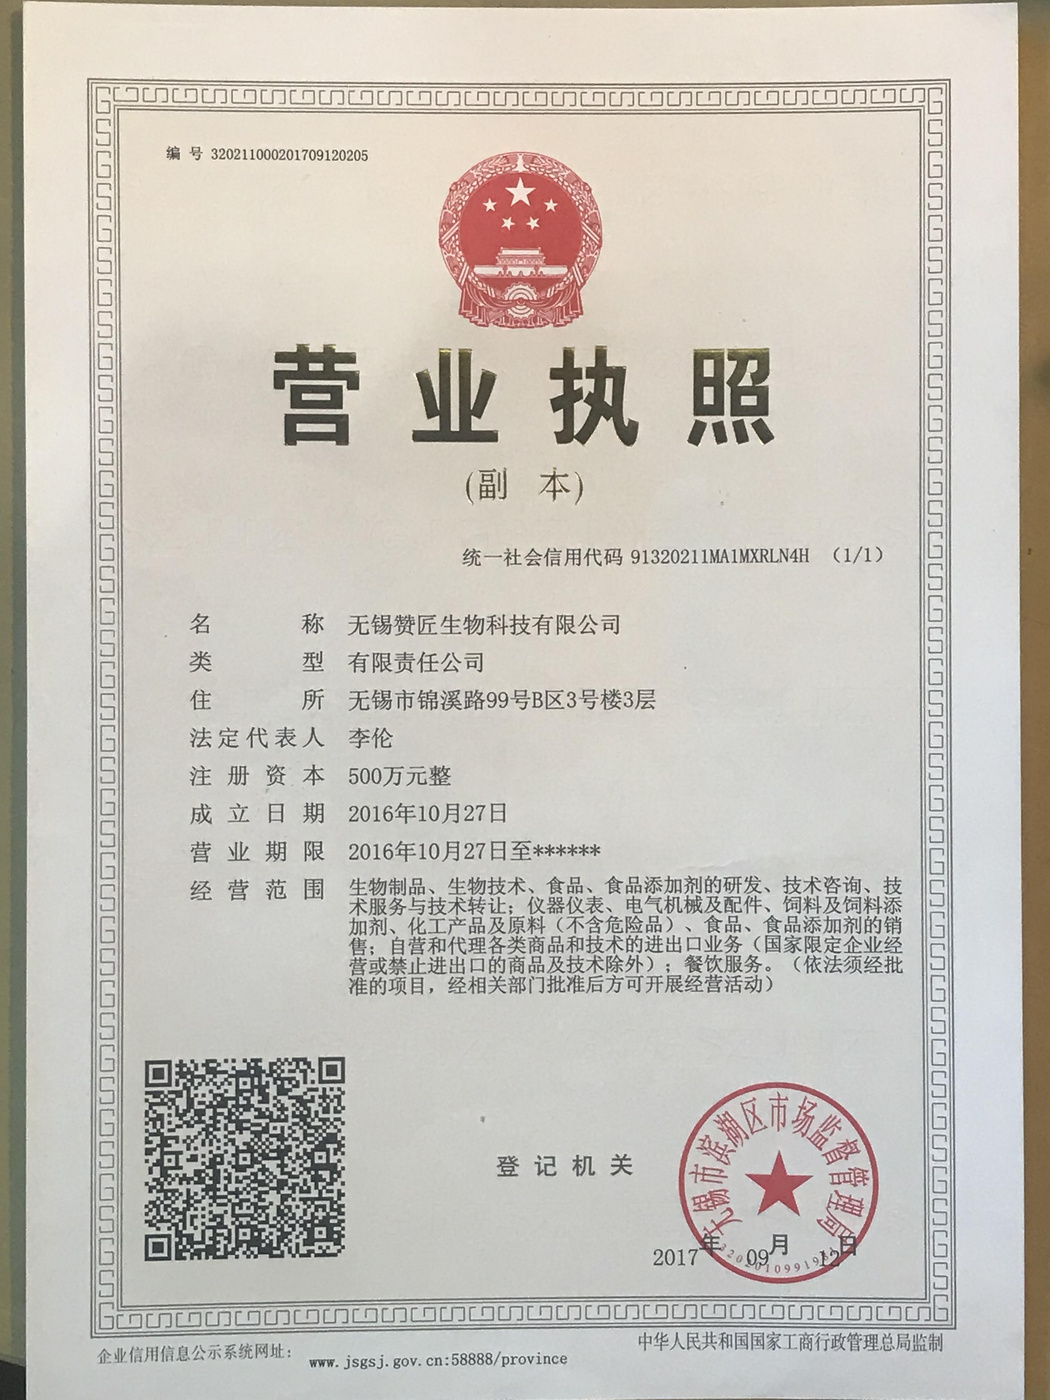 编 号 320211000201709120205
营业执照
(副 本)
统一社会信用代码 91320211MA1MXRLN4H （1/1）
名称 无锡赞匠生物科技有限公司
类型 有限责任公司
住所 无锡市锦溪路99号B区3号楼3层
法定代表人 李伦
注册资本 500万元整
成立日期 2016年10月27日
营业期限 2016年10月27日至******
经营范围 生物制品、生物技术、食品、食品添加剂的研发、技术咨询、技
术服务与技术转让；仪器仪表、电气机械及配件、饲料及饲料添
加剂、化工产品及原料（不含危险品）、食品、食品添加剂的销
售；自营和代理各类商品和技术的进出口业务（国家限定企业经
营或禁止进出口的商品及技术除外）；餐饮服务。（依法须经批
准的项目，经相关部门批准后方可开展经营活动）
无锡市滨湖区市场监督管理局
登记机关
2017年 09月 12日
企业信用信息公示系统网址： www.jsgsj.gov.cn:58888/province
中华人民共和国国家工商行政管理总局监制